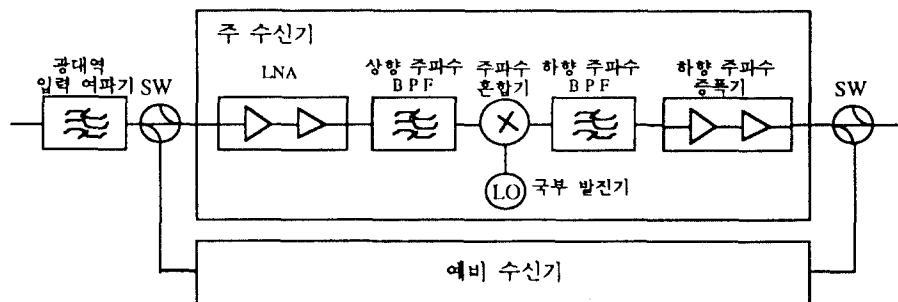 주 수신기
광대역
입력 여파기
SW
LNA
상향 주파수
BPF
주파수
혼합기
하향 주파수
BPF
하향 주파수
증폭기
SW
LO
국부 발진기
예비 수신기